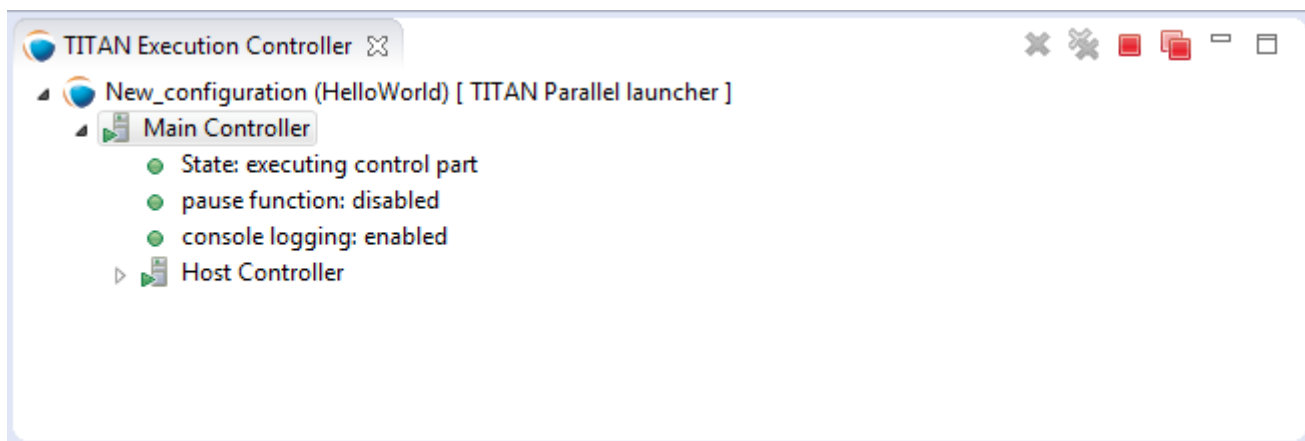 TITAN Execution Controller
New_configuration (HelloWorld) [ TITAN Parallel launcher ]
Main Controller
State: executing control part
pause function: disabled
console logging: enabled
Host Controller